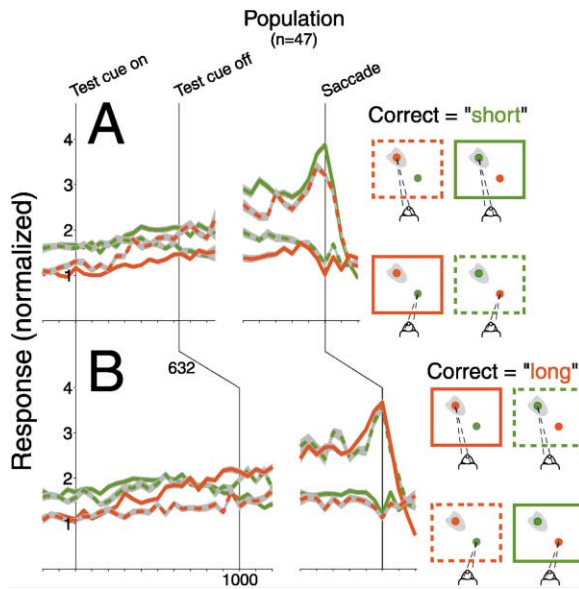 Population
(n=47)
Test cue on
Test cue off
Saccade
A
Correct = "short"
4
3
2
1
Response (normalized)
B
632
Correct = "long"
4
3
2
1
1000